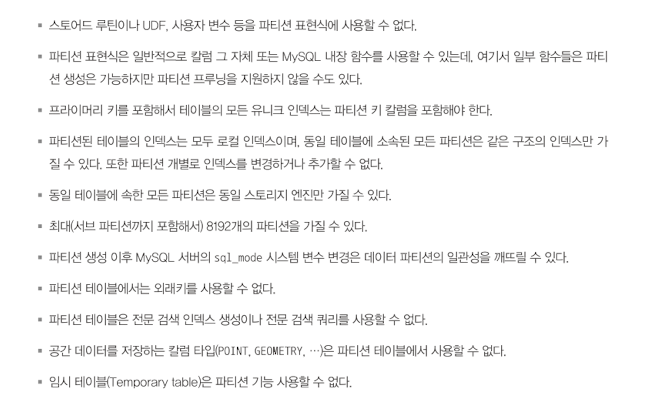 ▪ 스토어드 루틴이나 UDF, 사용자 변수 등을 파티션 표현식에 사용할 수 없다.
▪ 파티션 표현식은 일반적으로 칼럼 그 자체 또는 MySQL 내장 함수를 사용할 수 있는데, 여기서 일부 함수들은 파티
션 생성은 가능하지만 파티션 프루닝을 지원하지 않을 수도 있다.
▪ 프라이머리 키를 포함해서 테이블의 모든 유니크 인덱스는 파티션 키 칼럼을 포함해야 한다.
▪ 파티션된 테이블의 인덱스는 모두 로컬 인덱스이며, 동일 테이블에 소속된 모든 파티션은 같은 구조의 인덱스만 가
질 수 있다. 또한 파티션 개별로 인덱스를 변경하거나 추가할 수 없다.
▪ 동일 테이블에 속한 모든 파티션은 동일 스토리지 엔진만 가질 수 있다.
▪ 최대(서브 파티션까지 포함해서) 8192개의 파티션을 가질 수 있다.
▪ 파티션 생성 이후 MySQL 서버의 sql_mode 시스템 변수 변경은 데이터 파티션의 일관성을 깨뜨릴 수 있다.
▪ 파티션 테이블에서는 외래키를 사용할 수 없다.
▪ 파티션 테이블은 전문 검색 인덱스 생성이나 전문 검색 쿼리를 사용할 수 없다.
▪ 공간 데이터를 저장하는 칼럼 타입(POINT, GEOMETRY, …)은 파티션 테이블에서 사용할 수 없다.
▪ 임시 테이블(Temporary table)은 파티션 기능 사용할 수 없다.